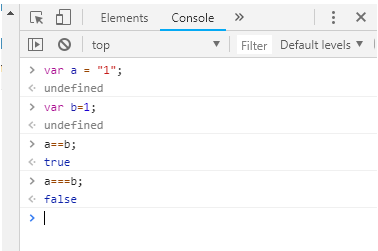 Elements Console »
top Filter Default levels
> var a = "1";
< undefined
> var b=1;
< undefined
> a==b;
< true
> a===b;
< false
>